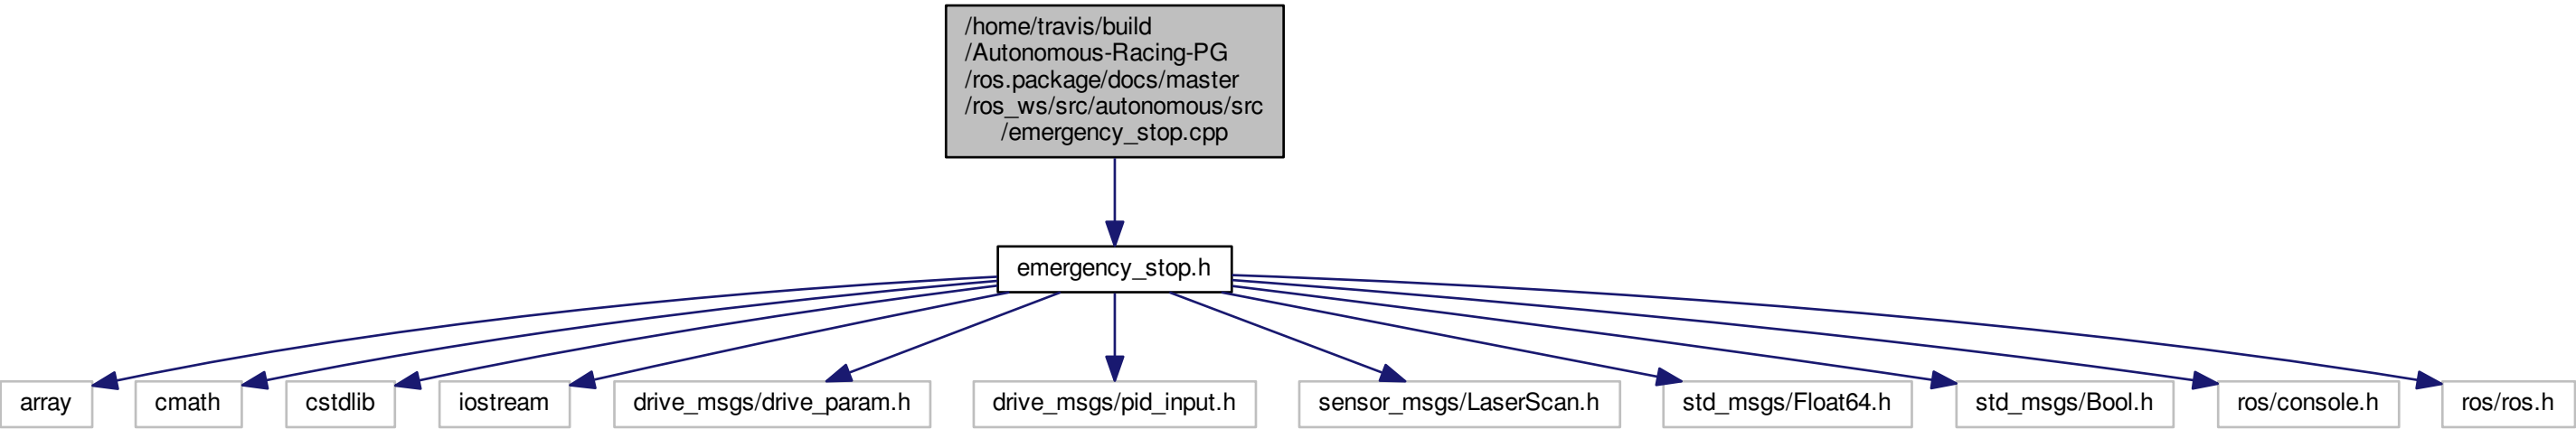 /home/travis/build
/Autonomous-Racing-PG
/ros.package/docs/master
/ros_ws/src/autonomous/src
/emergency_stop.cpp
emergency_stop.h
array
cmath
cstdlib
iostream
drive_msgs/drive_param.h
drive_msgs/pid_input.h
sensor_msgs/LaserScan.h
std_msgs/Float64.h
std_msgs/Bool.h
ros/console.h
ros/ros.h